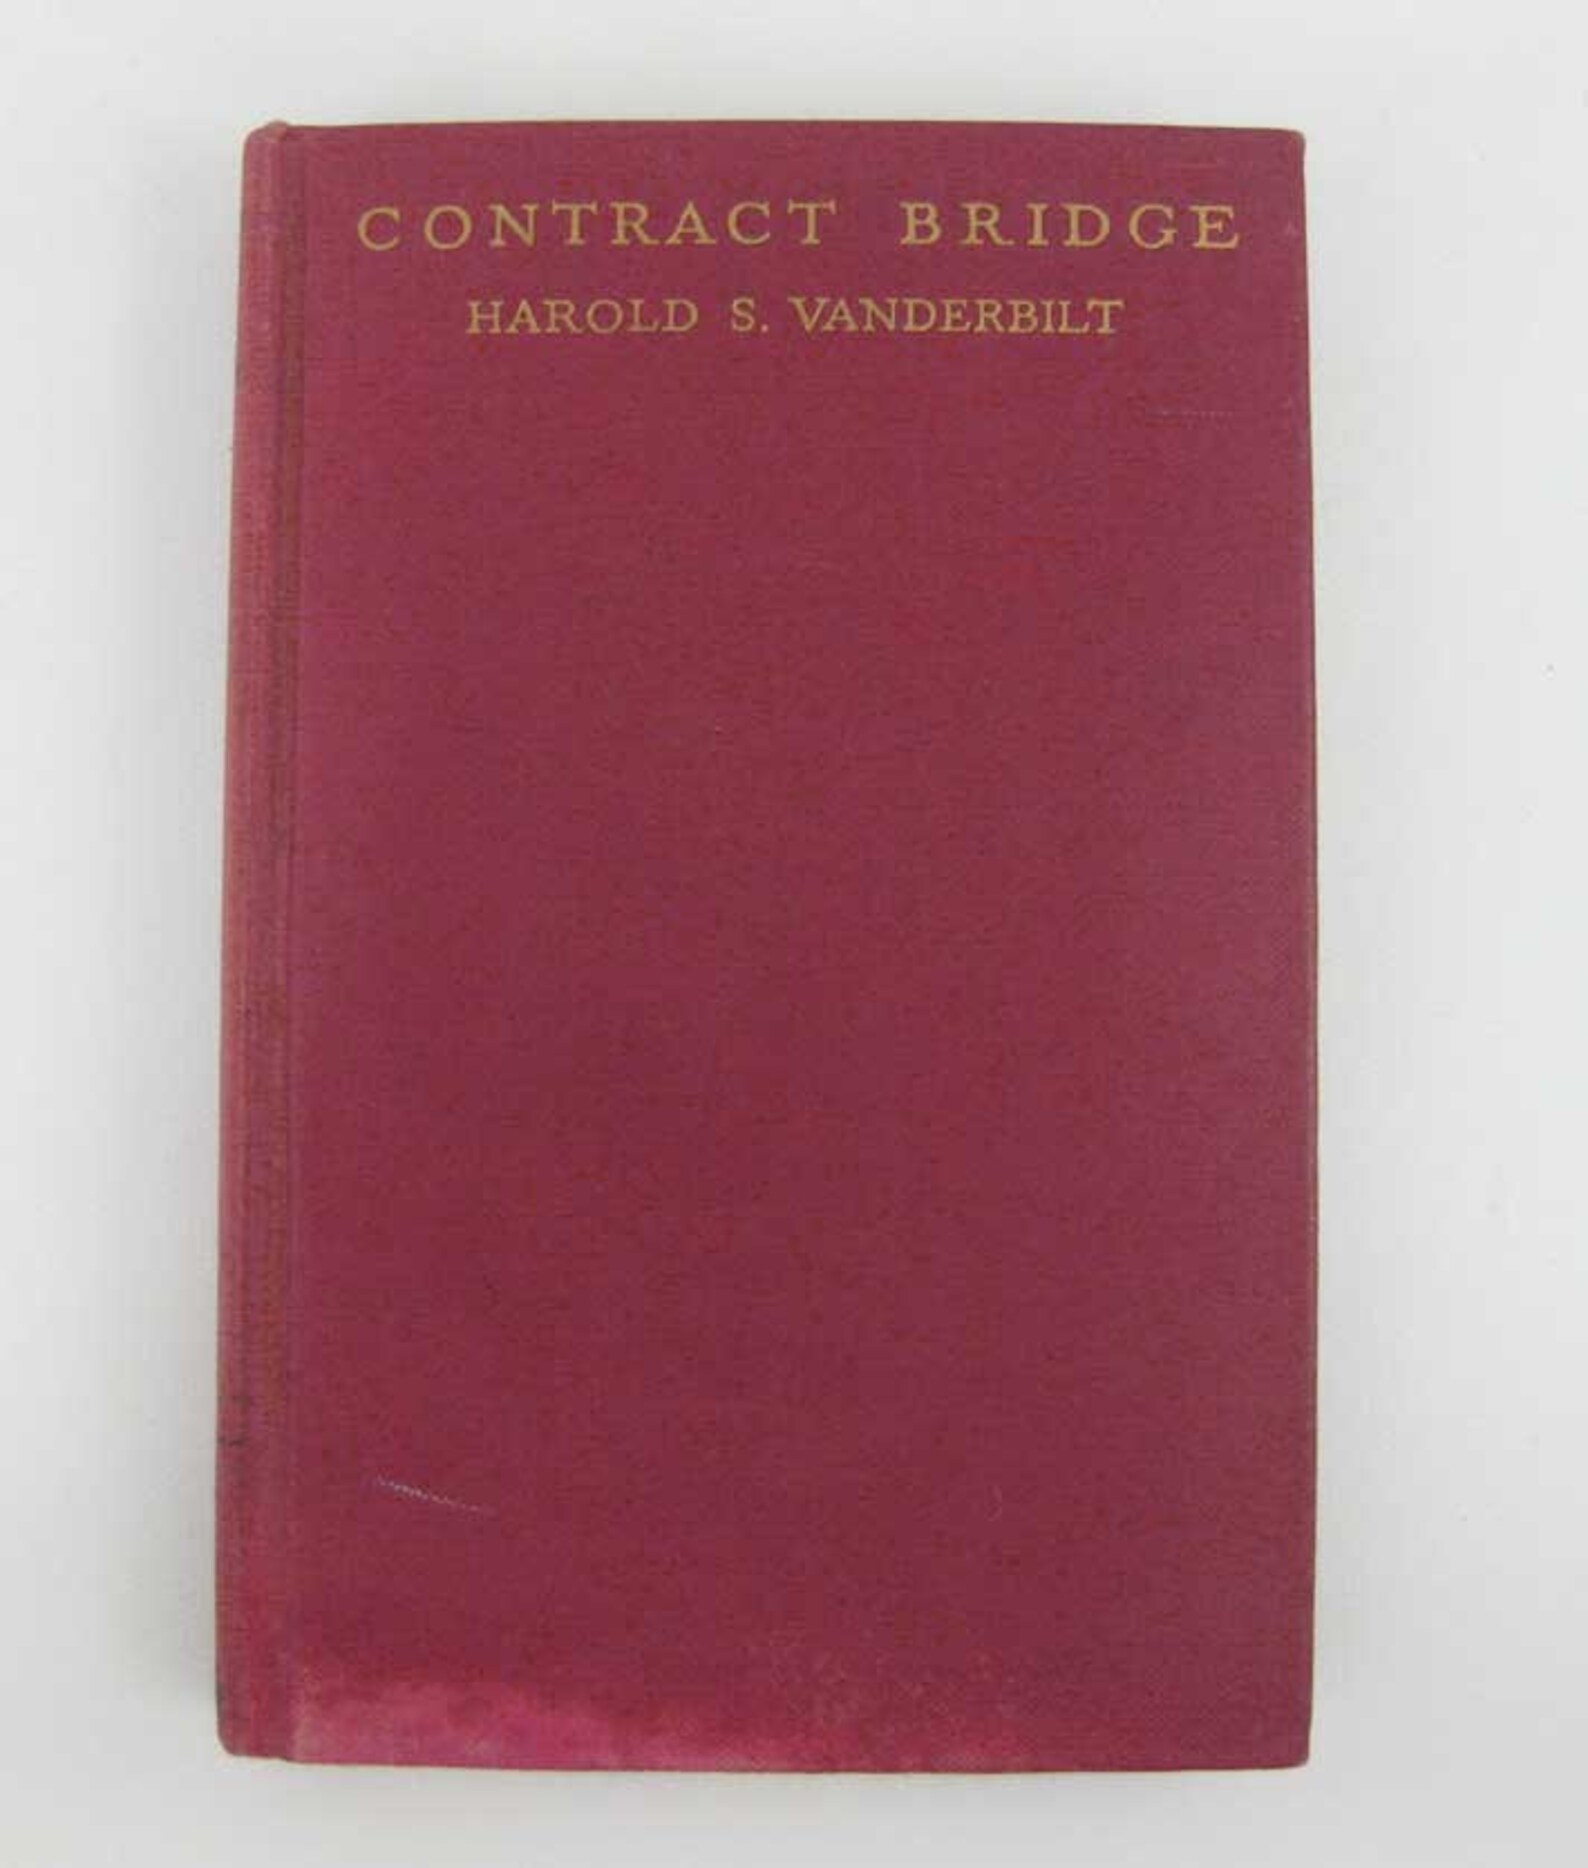 CONTRACT BRIDGE
HAROLD S. VANDERBILT